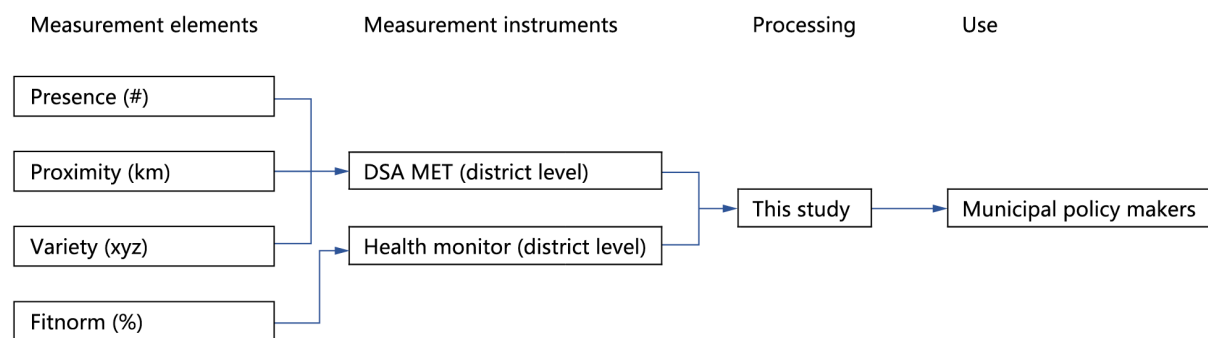 Measurement elements
Measurement instruments
Processing
Use
Presence (#)
Proximity (km)
DSA MET (district level)
This study
Municipal policy makers
Variety (xyz)
Health monitor (district level)
Fitnorm (%)